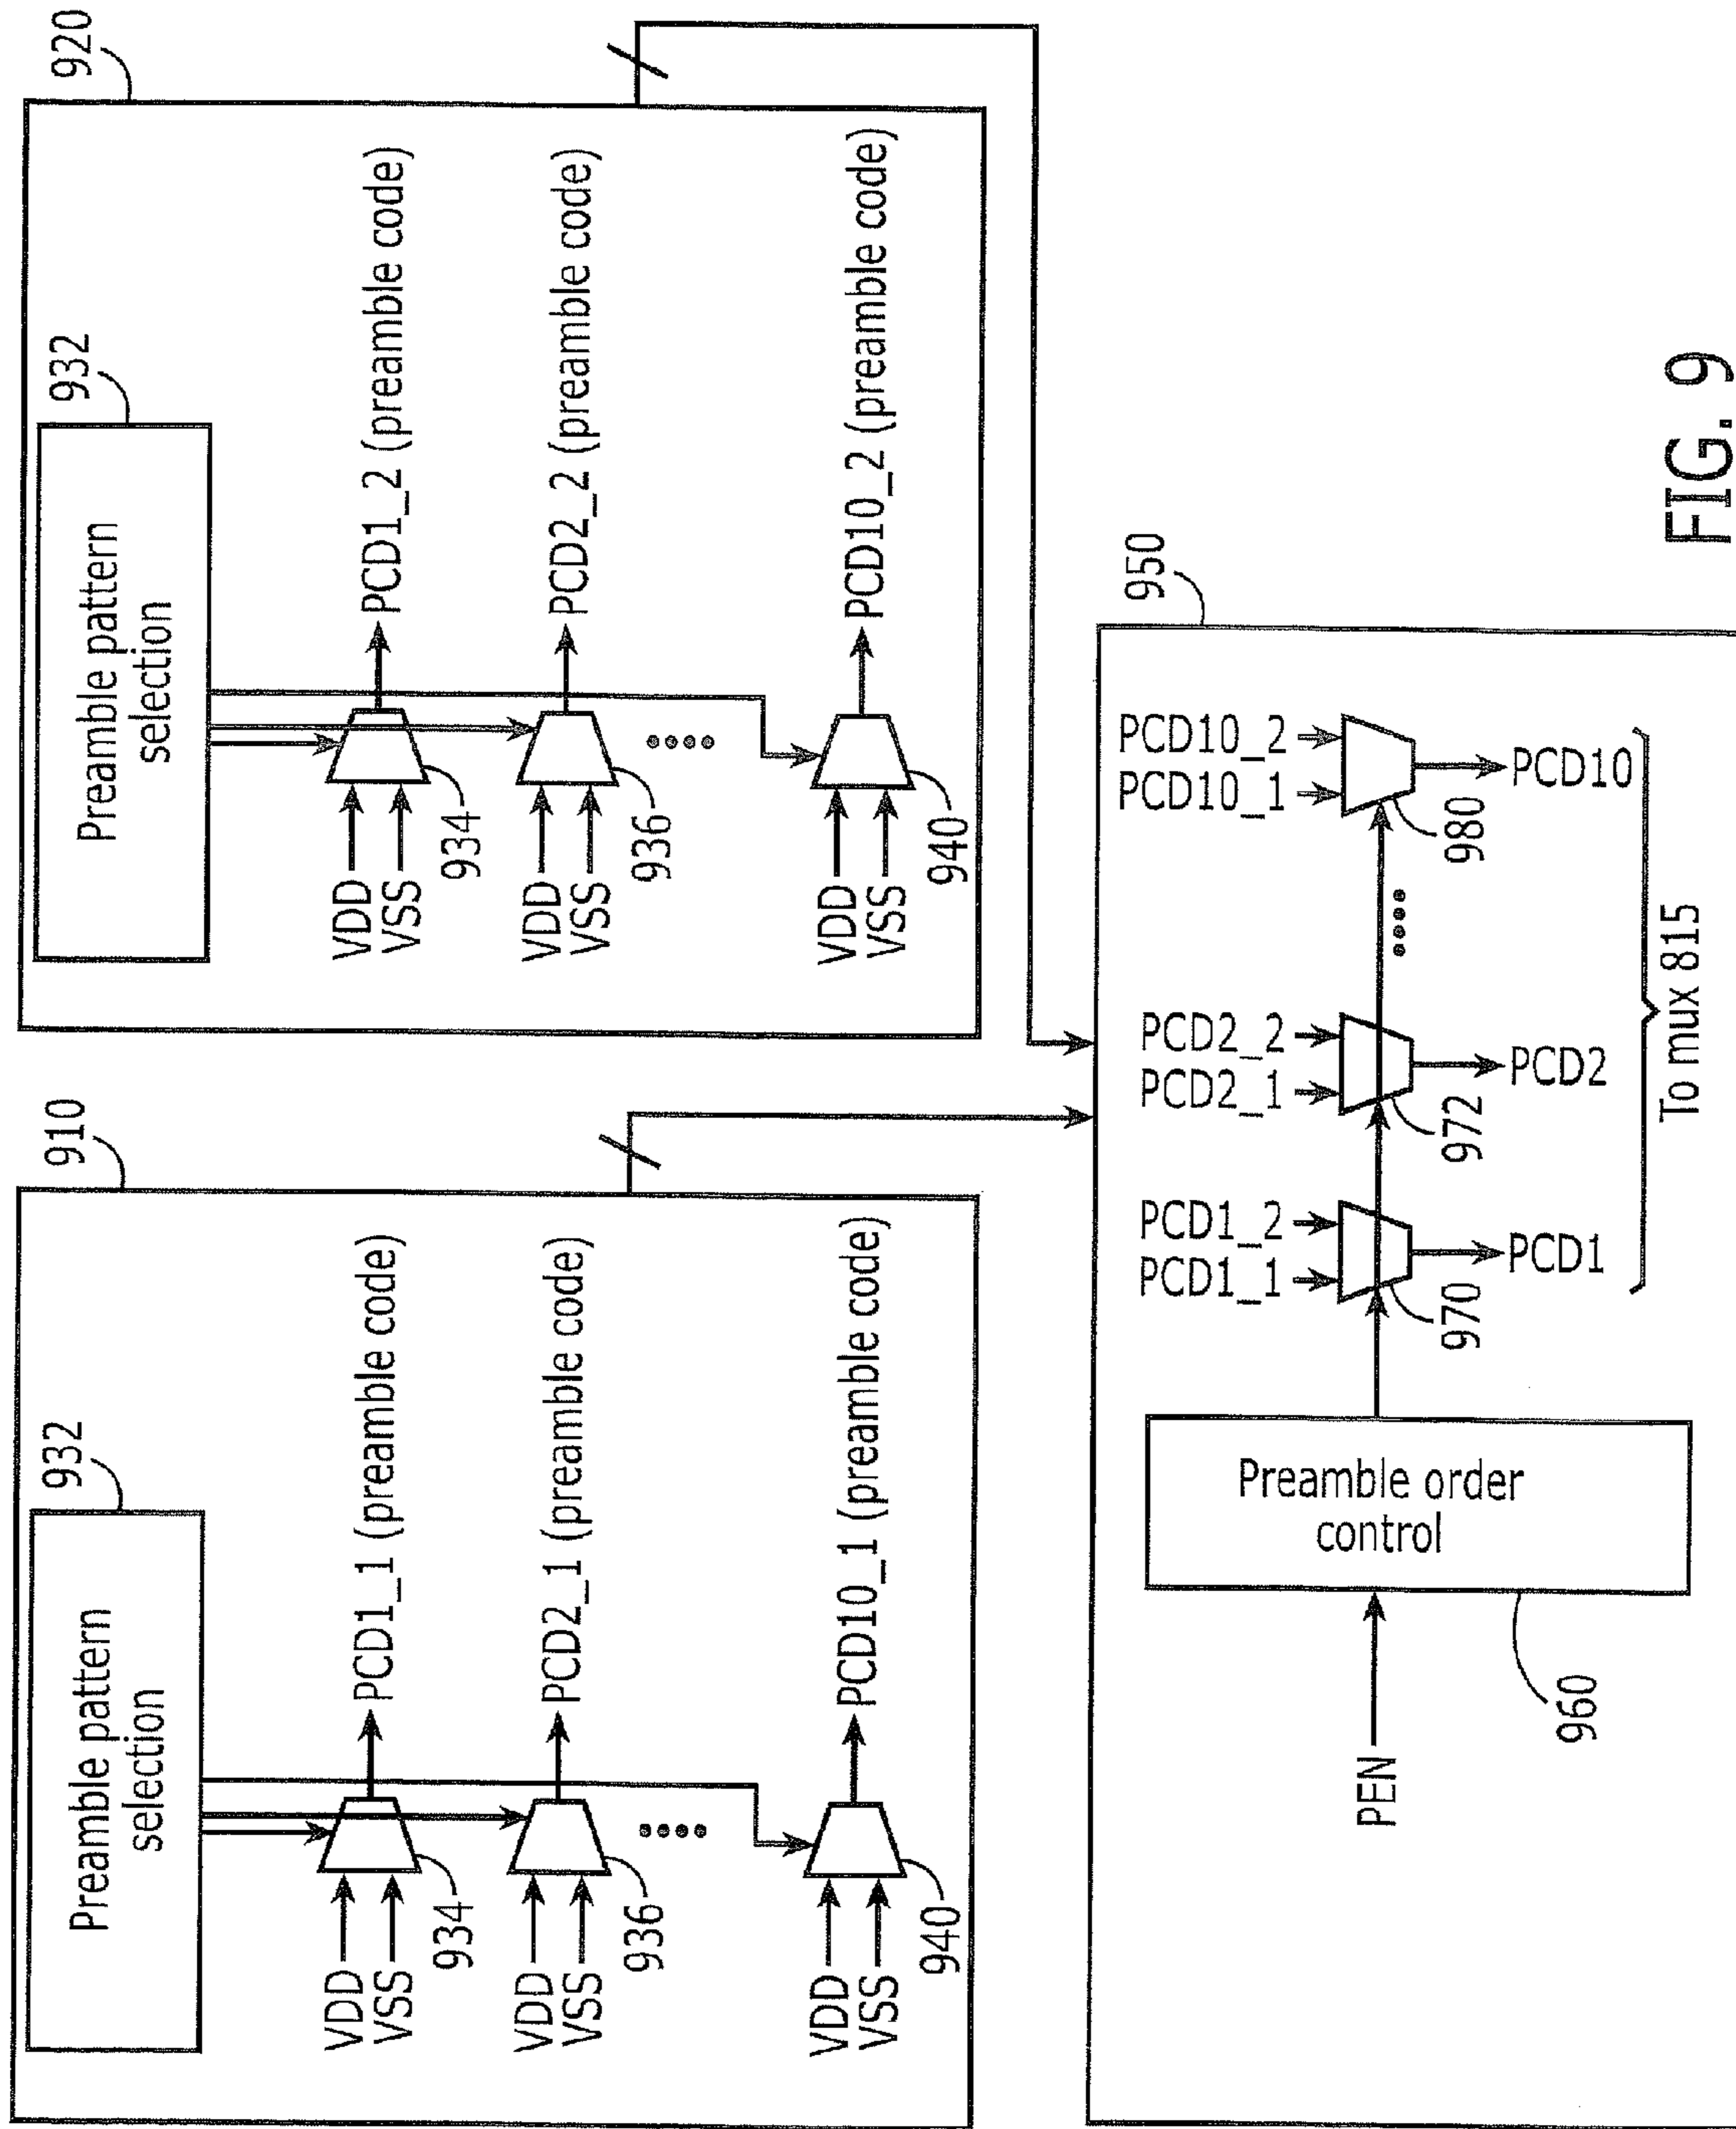 910
932
Preamble pattern
selection
VDD
VSS
934
PCD1_1 (preamble code)
VDD
VSS
936
PCD2_1 (preamble code)
VDD
VSS
940
PCD10_1 (preamble code)
920
932
Preamble pattern
selection
VDD
VSS
934
PCD1_2 (preamble code)
VDD
VSS
936
PCD2_2 (preamble code)
VDD
VSS
940
PCD10_2 (preamble code)
950
PEN
Preamble order
control
960
PCD1_1
PCD1_2
970
PCD1
PCD2_1
PCD2_2
972
PCD2
PCD10_1
PCD10_2
980
PCD10
To mux 815
FIG. 9